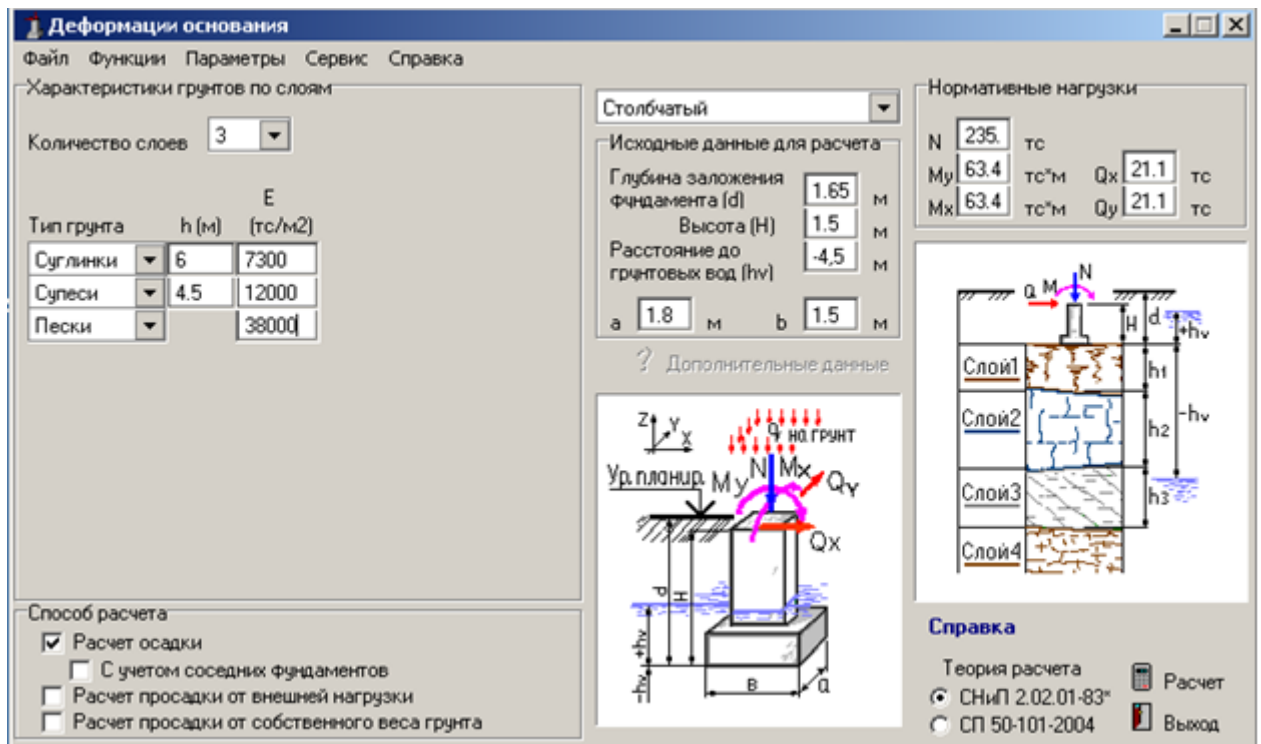 Деформации основания
Файл Функции Параметры Сервис Справка
Характеристики грунтов по слоям
Количество слоев 3
E
Тип грунта h (м) (тс/м2)
Суглинки 6 7300
Супеси 4.5 12000
Пески 38000
Способ расчета
Расчет осадки
С учетом соседних фундаментов
Расчет просадки от внешней нагрузки
Расчет просадки от собственного веса грунта
Столбчатый
Исходные данные для расчета
Глубина заложения
фундамента (d) 1.65 м
Высота (H) 1.5 м
Расстояние до
грунтовых вод (hv) -4,5 м
a 1.8 м b 1.5 м
? Дополнительные данные
Z Y X
q на грунт
Ур. планир. My N Mx QY
Qx
d H
+hv
-hv
B a
Нормативные нагрузки
N 235. тс
My 63.4 тс*м Qx 21.1 тс
Mx 63.4 тс*м Qy 21.1 тс
Q M N
H d +hv
Слой1 h1
Слой2 h2 -hv
Слой3 h3
Слой4
Справка
Теория расчета
СНиП 2.02.01-83*
СП 50-101-2004
Расчет
Выход